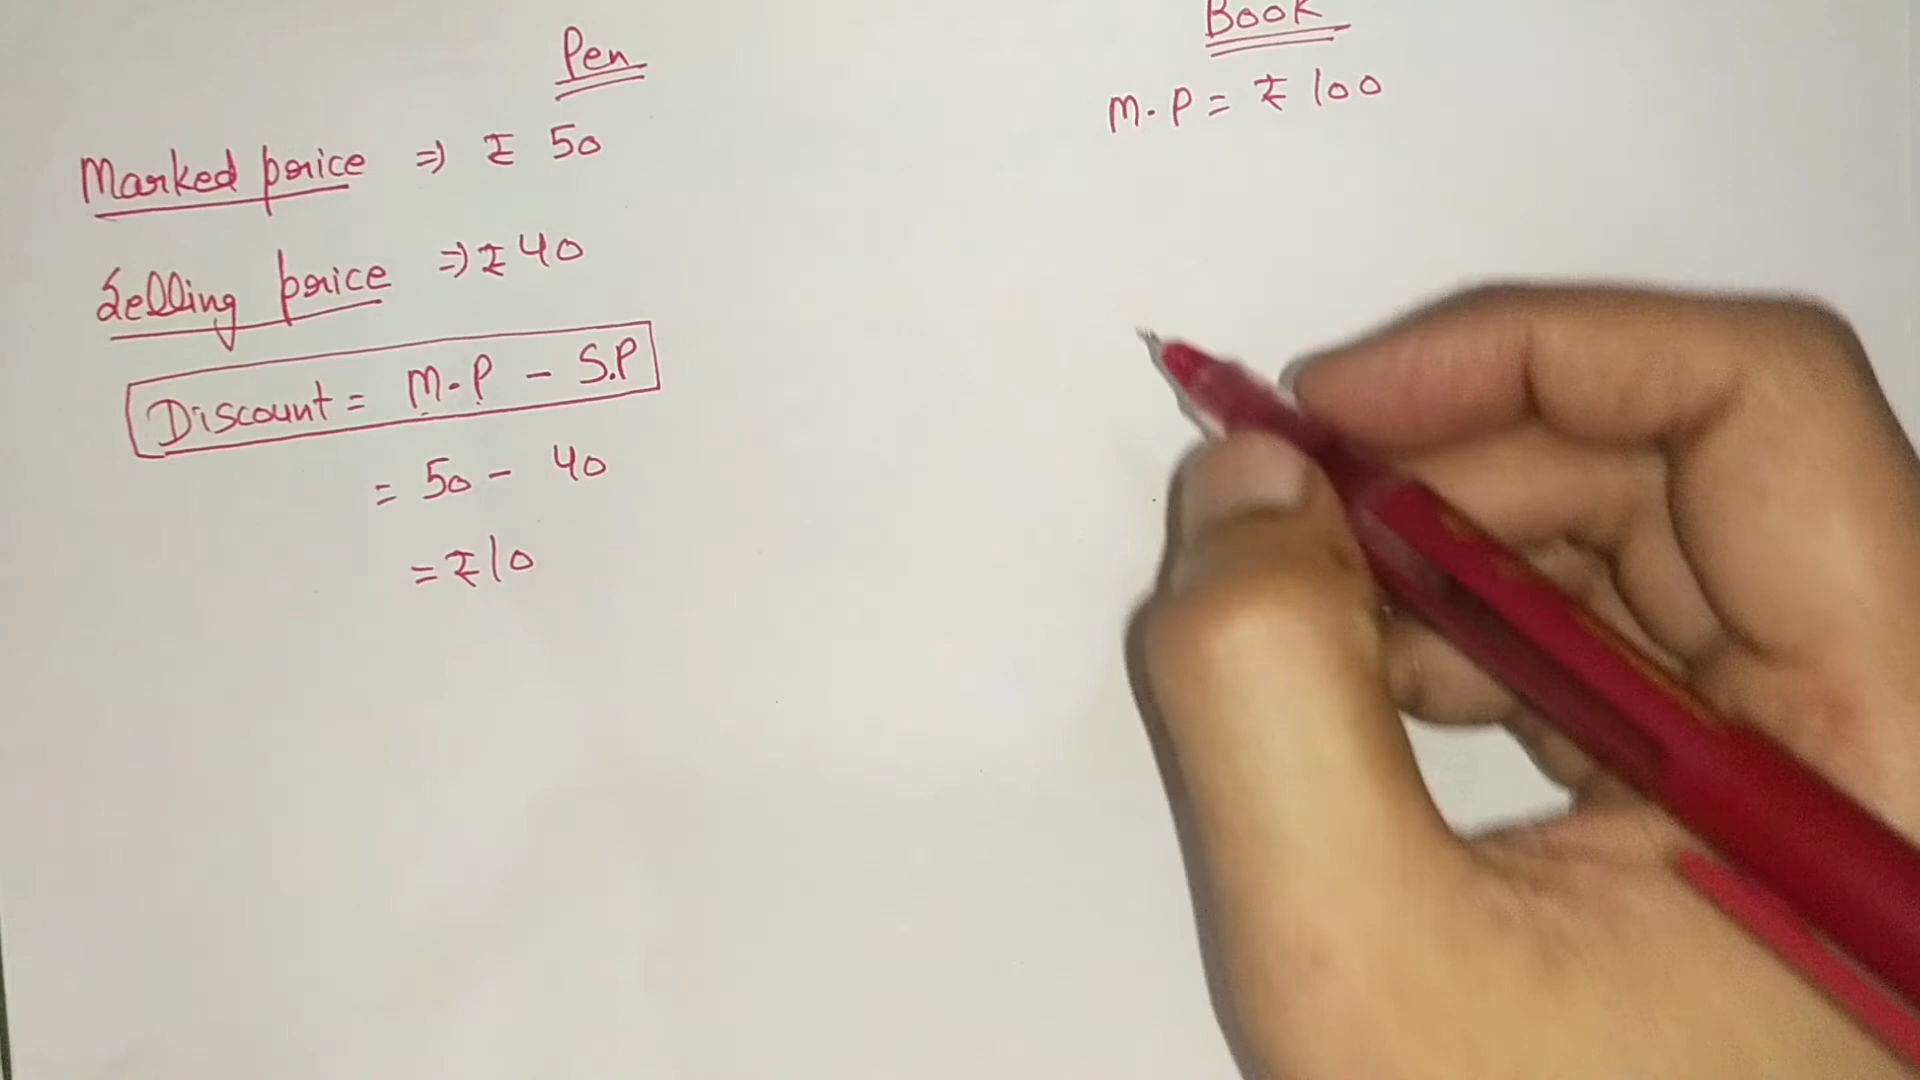 Pen
Marked price ⇒ ₹ 50
Selling price ⇒ ₹ 40
Discount = M.P - S.P
= 50 - 40
= ₹10
Book
M.P = ₹ 100